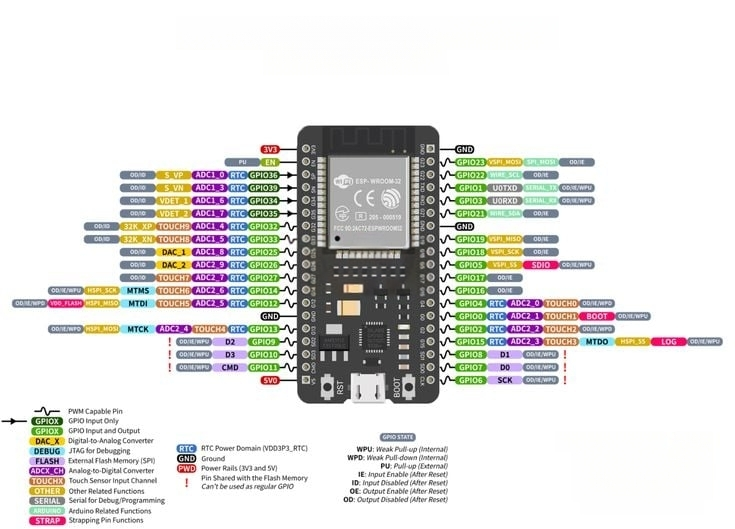 3V3
PU EN
OD/ID S_VP ADC1_0 RTC GPIO36
OD/ID S_VN ADC1_3 RTC GPIO39
OD/ID VDET_1 ADC1_6 RTC GPIO34
OD/ID VDET_2 ADC1_7 RTC GPIO35
OD/ID 32K_XP TOUCH9 ADC1_4 RTC GPIO32
OD/ID 32K_XN TOUCH8 ADC1_5 RTC GPIO33
OD/ID DAC_1 ADC1_8 RTC GPIO25
OD/ID DAC_2 ADC2_9 RTC GPIO26
OD/ID TOUCH7 ADC2_7 RTC GPIO27
OD/IE/WPU HSPI_SCK MTMS TOUCH6 ADC2_6 RTC GPIO14
OD/IE/WPD VDD_FLASH HSPI_MISO MTDI TOUCH5 ADC2_5 RTC GPIO12
GND
OD/IE/WPD HSPI_MOSI MTCK ADC2_4 TOUCH4 RTC GPIO13
! OD/IE/WPU D2 GPIO9
! OD/IE/WPU D3 GPIO10
! OD/IE/WPU CMD GPIO11
5V0
WiFi ESP-WROOM-32
CE
R 205-000519
FCC ID:2AC72-ESPWROOM32
RST
BOOT
GND
GPIO23 VSPI_MOSI SPI_MOSI OD/IE
GPIO22 WIRE_SCL OD/IE
GPIO1 U0TXD SERIAL_TX OD/IE/WPU
GPIO3 U0RXD SERIAL_RX OD/IE/WPU
GPIO21 WIRE_SDA OD/IE
GND
GPIO19 VSPI_MISO OD/IE
GPIO18 VSPI_SCK OD/IE
GPIO5 VSPI_SS SDIO OD/IE/WPU
GPIO17 OD/IE
GPIO16 OD/IE
GPIO4 RTC ADC2_0 TOUCH0 OD/IE/WPD
GPIO0 RTC ADC2_1 TOUCH1 BOOT OD/IE/WPU
GPIO2 RTC ADC2_2 TOUCH2 OD/IE/WPD
GPIO15 RTC ADC2_3 TOUCH3 MTDO HSPI_SS LOG OD/IE/WPU
GPIO8 D1 OD/IE/WPU !
GPIO7 D0 OD/IE/WPU !
GPIO6 SCK OD/IE/WPU !
PWM Capable Pin
GPIOX GPIO Input Only
GPIOX GPIO Input and Output
DAC_X Digital-to-Analog Converter
DEBUG JTAG for Debugging
FLASH External Flash Memory (SPI)
ADCX_CH Analog-to-Digital Converter
TOUCHX Touch Sensor Input Channel
OTHER Other Related Functions
SERIAL Serial for Debug/Programming
ARDUINO Arduino Related Functions
STRAP Strapping Pin Functions
RTC RTC Power Domain (VDD3P3_RTC)
GND Ground
PWD Power Rails (3V3 and 5V)
! Pin Shared with the Flash Memory
Can't be used as regular GPIO
GPIO STATE
WPU: Weak Pull-up (Internal)
WPD: Weak Pull-down (Internal)
PU: Pull-up (External)
IE: Input Enable (After Reset)
ID: Input Disabled (After Reset)
OE: Output Enable (After Reset)
OD: Output Disabled (After Reset)